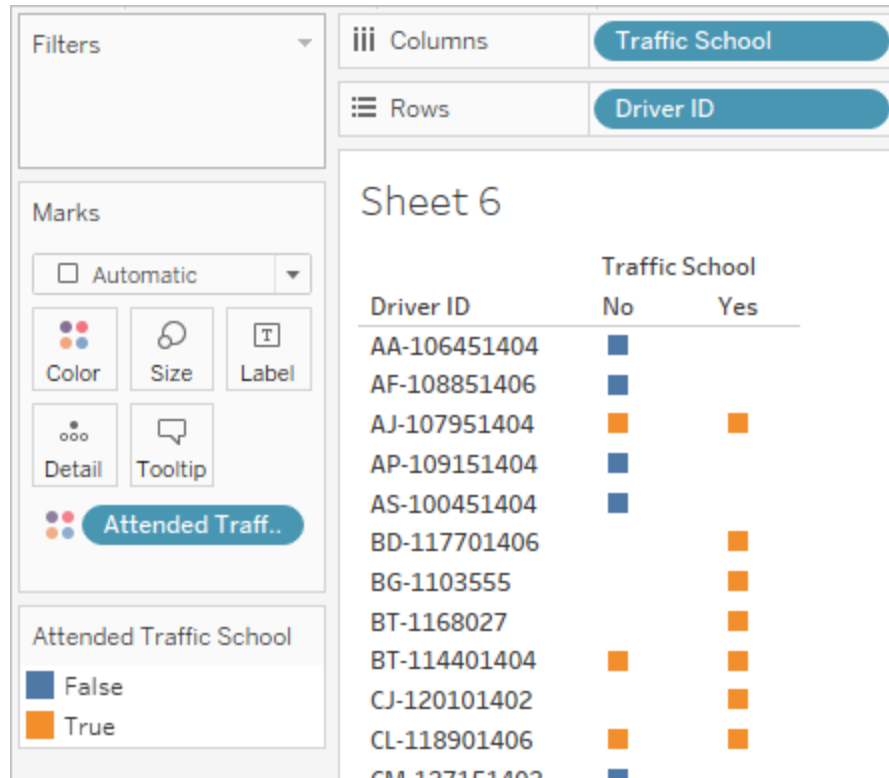 Filters
iii Columns
Traffic School
Rows
Driver ID
Marks
Automatic
Color
Size
T
Label
Detail
Tooltip
Attended Traff..
Attended Traffic School
False
True
Sheet 6
Traffic School
Driver ID No Yes
AA-106451404
AF-108851406
AJ-107951404
AP-109151404
AS-100451404
BD-117701406
BG-1103555
BT-1168027
BT-114401404
CJ-120101402
CL-118901406